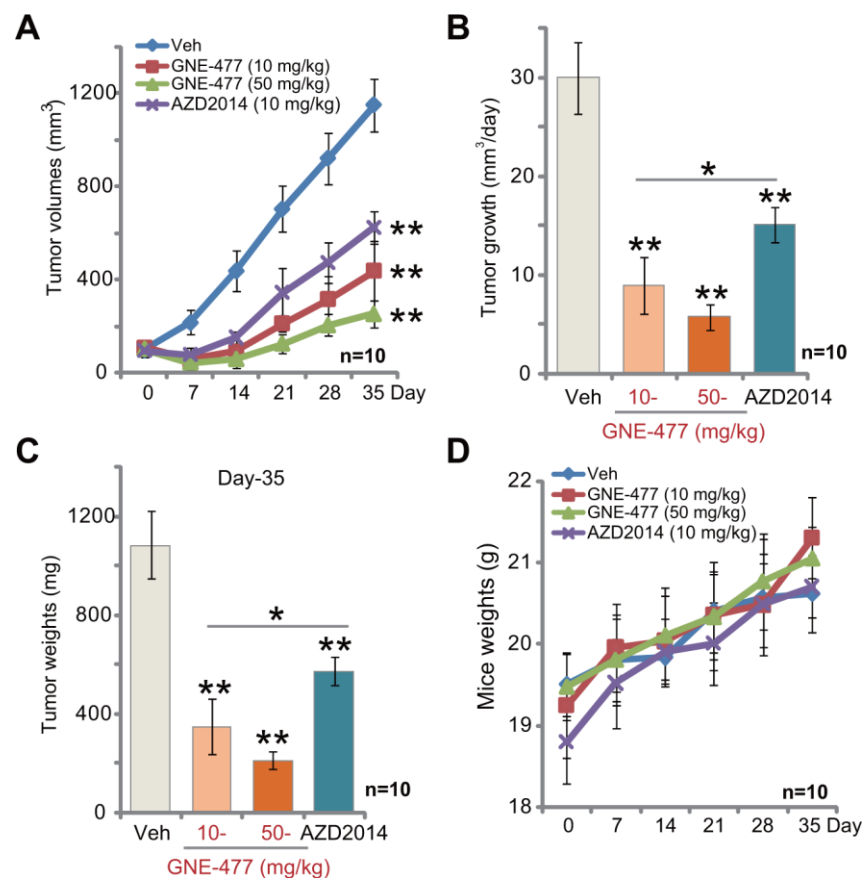 A
Veh
GNE-477 (10 mg/kg)
GNE-477 (50 mg/kg)
AZD2014 (10 mg/kg)
Tumor volumes (mm³)
1200
800
400
0
**
**
**
n=10
0 7 14 21 28 35 Day
B
Tumor growth (mm³/day)
30
20
10
0
*
**
**
**
n=10
Veh 10- 50- AZD2014
GNE-477 (mg/kg)
C
Day-35
Tumor weights (mg)
1200
800
400
0
*
**
**
**
n=10
Veh 10- 50- AZD2014
GNE-477 (mg/kg)
D
Veh
GNE-477 (10 mg/kg)
GNE-477 (50 mg/kg)
AZD2014 (10 mg/kg)
Mice weights (g)
22
21
20
19
18
n=10
0 7 14 21 28 35 Day